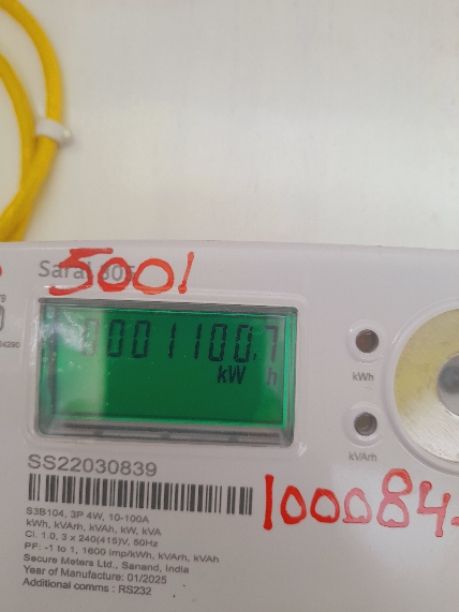 5001
Saral 305
0001100.7
kW h
kWh
kVArh
SS22030839
S3B104, 3P 4W, 10-100A
kWh, kVArh, kVAh, kW, kVA
Cl. 1.0, 3 x 240(415)V, 50Hz
PF: -1 to 1, 1600 imp/kWh, kVArh, kVAh
Secure Meters Ltd., Sanand, India
Year of Manufacture: 01/2025
Additional comms : RS232
100084